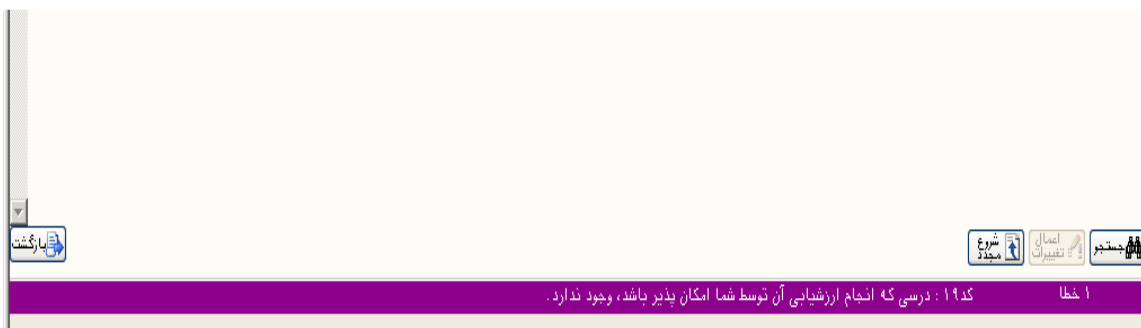 جستجو
اعمال
تغییرات
شروع
مجدد
بازگشت
۱ خطا
کد۱۹ : درسی که انجام ارزشیابی آن توسط شما امکان پذیر باشد، وجود ندارد.